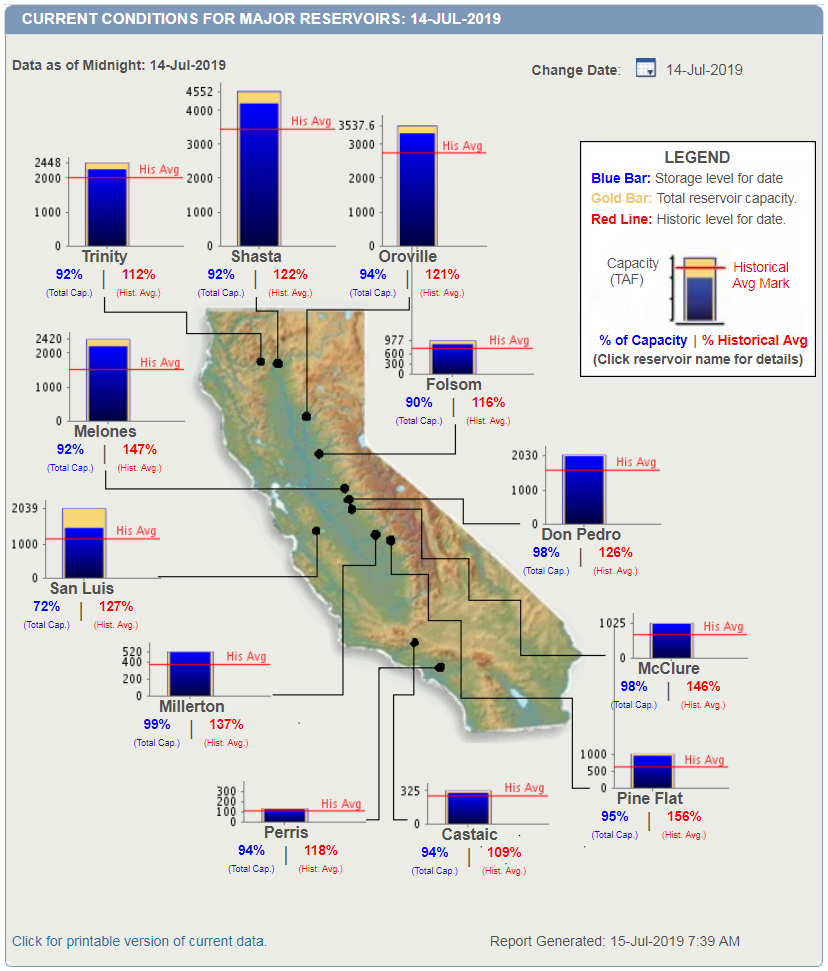 CURRENT CONDITIONS FOR MAJOR RESERVOIRS: 14-JUL-2019
Data as of Midnight: 14-Jul-2019
Change Date: 14-Jul-2019
4552
4000
3000
2000
1000
0
His Avg
Shasta
92% | 122%
(Total Cap.) (Hist. Avg.)
3537.6
3000
2000
1000
0
His Avg
Oroville
94% | 121%
(Total Cap.) (Hist. Avg.)
2448
2000
1000
0
His Avg
Trinity
92% | 112%
(Total Cap.) (Hist. Avg.)
LEGEND
Blue Bar: Storage level for date
Gold Bar: Total reservoir capacity.
Red Line: Historic level for date.
Capacity
(TAF)
Historical
Avg Mark
% of Capacity | % Historical Avg
(Click reservoir name for details)
2420
2000
1000
0
His Avg
Melones
92% | 147%
(Total Cap.) (Hist. Avg.)
977
600
300
0
His Avg
Folsom
90% | 116%
(Total Cap.) (Hist. Avg.)
2030
1000
0
His Avg
Don Pedro
98% | 126%
(Total Cap.) (Hist. Avg.)
2039
1000
0
His Avg
San Luis
72% | 127%
(Total Cap.) (Hist. Avg.)
1025
0
His Avg
McClure
98% | 146%
(Total Cap.) (Hist. Avg.)
520
400
200
0
His Avg
Millerton
99% | 137%
(Total Cap.) (Hist. Avg.)
1000
500
0
His Avg
Pine Flat
95% | 156%
(Total Cap.) (Hist. Avg.)
300
200
100
0
His Avg
Perris
94% | 118%
(Total Cap.) (Hist. Avg.)
325
0
His Avg
Castaic
94% | 109%
(Total Cap.) (Hist. Avg.)
Click for printable version of current data.
Report Generated: 15-Jul-2019 7:39 AM